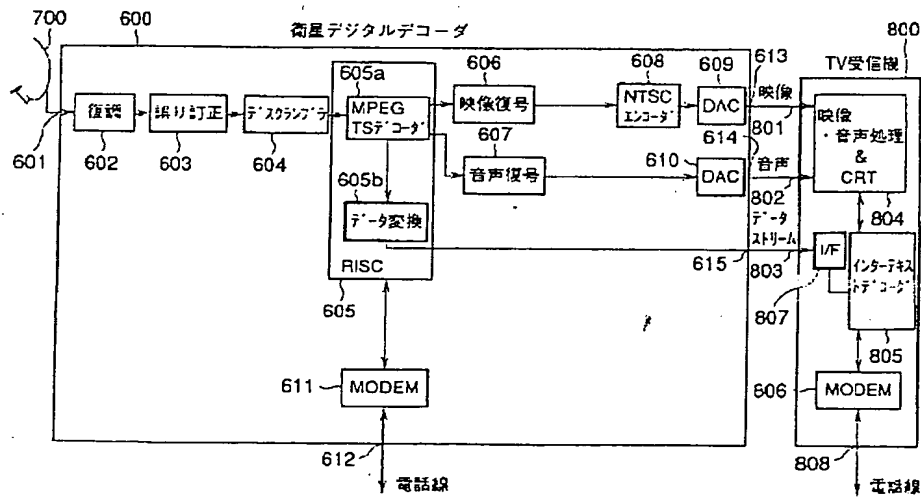 700
600
衛星デジタルデコーダ
800
TV受信機
605a
606
608
609
613
復調
誤り訂正
デスクランブラ
MPEG
TSデコーダ
映像復号
NTSC
エンコーダ
DAC
映像
801
映像
・音声処理
&
CRT
601
602
603
604
607
614
605b
音声復号
610
DAC
音声
802
804
データ変換
データ
ストリーム
I/F
インターテキス
トデコーダ
RISC
615
803
605
807
805
611
MODEM
806
MODEM
612
808
電話線
電話線